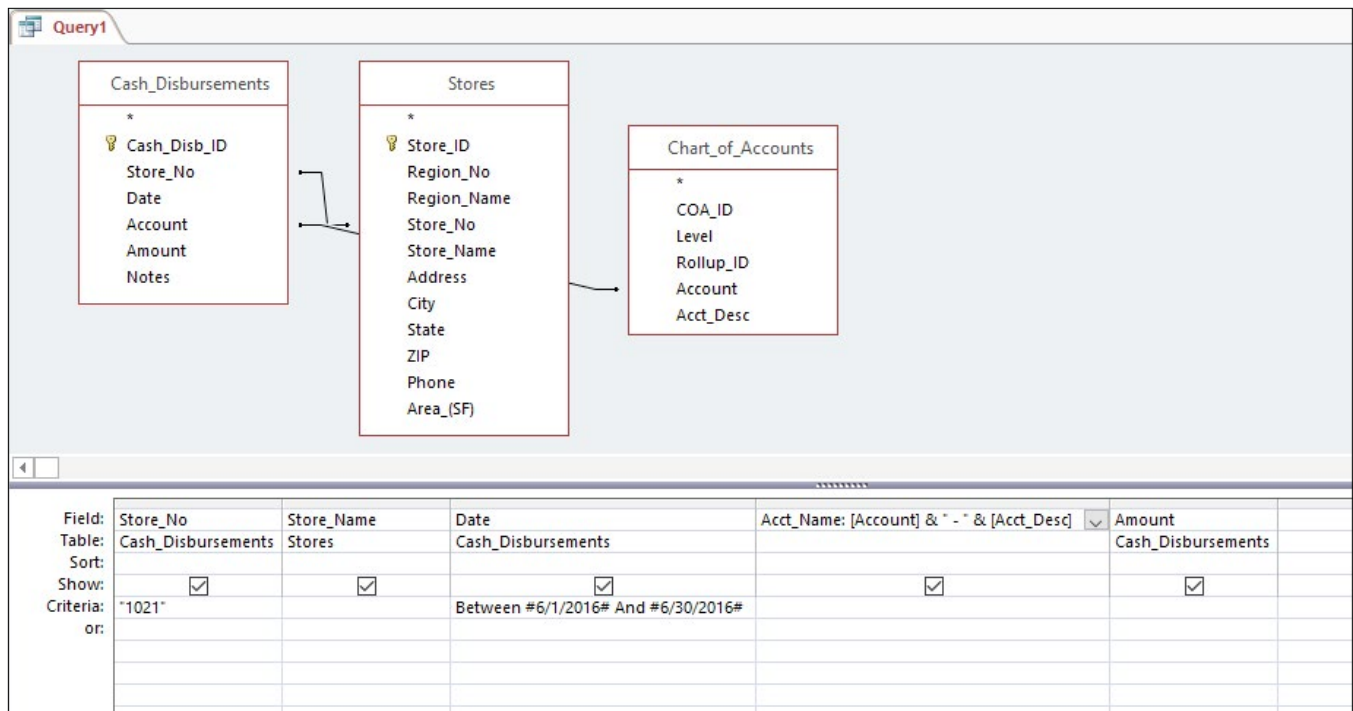 Query1
Cash_Disbursements
*
Cash_Disb_ID
Store_No
Date
Account
Amount
Notes
Stores
*
Store_ID
Region_No
Region_Name
Store_No
Store_Name
Address
City
State
ZIP
Phone
Area_(SF)
Chart_of_Accounts
*
COA_ID
Level
Rollup_ID
Account
Acct_Desc
Field: Store_No Store_Name Date Acct_Name: [Account] & " - " & [Acct_Desc] Amount
Table: Cash_Disbursements Stores Cash_Disbursements Cash_Disbursements
Sort:
Show:
Criteria: "1021" Between #6/1/2016# And #6/30/2016#
or: